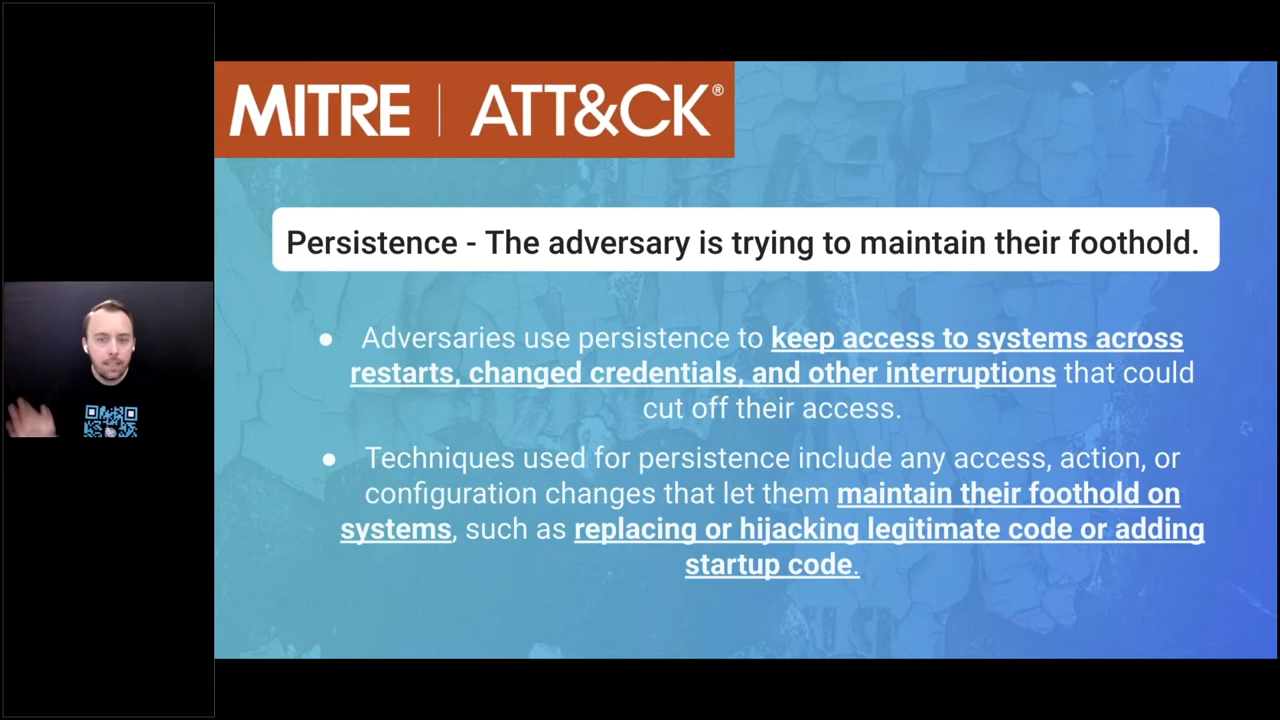 MITRE | ATT&CK®
Persistence - The adversary is trying to maintain their foothold.
● Adversaries use persistence to keep access to systems across
restarts, changed credentials, and other interruptions that could
cut off their access.
● Techniques used for persistence include any access, action, or
configuration changes that let them maintain their foothold on
systems, such as replacing or hijacking legitimate code or adding
startup code.